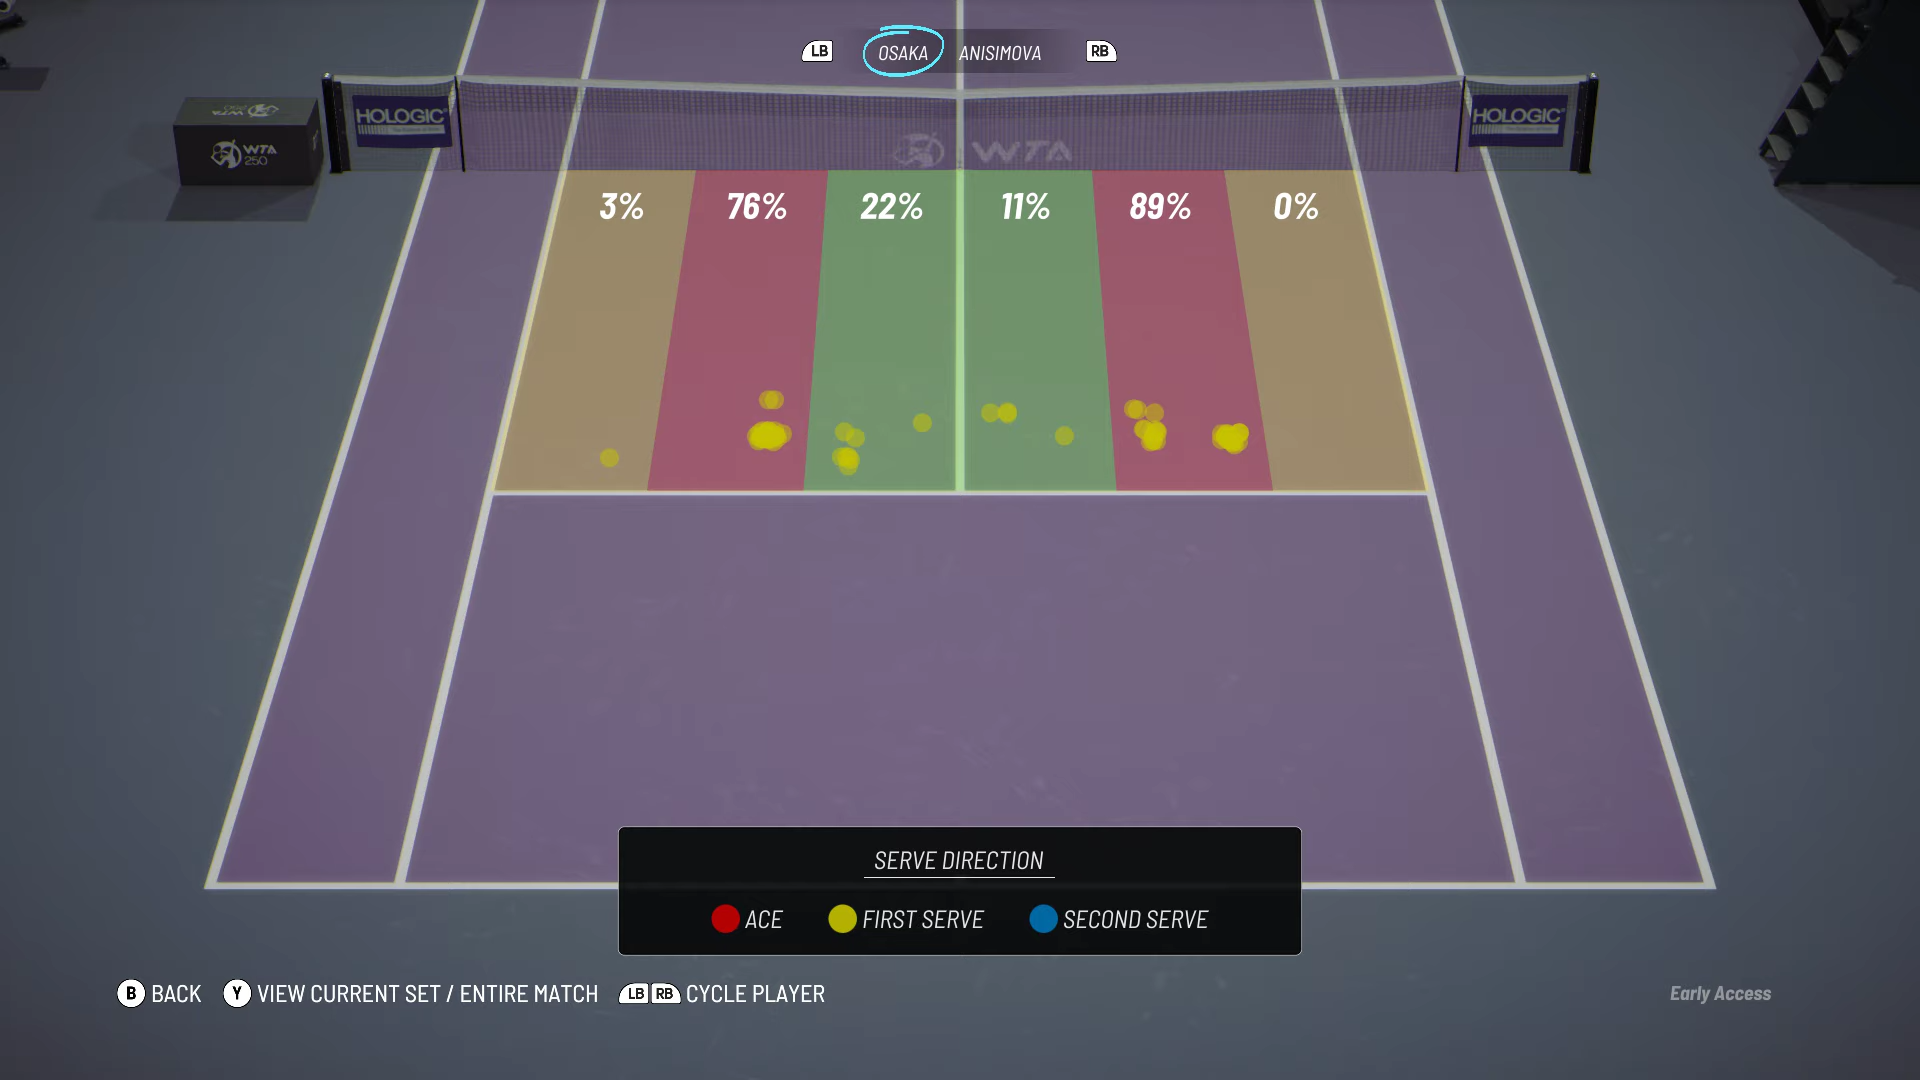 LB OSAKA ANISIMOVA RB
HOLOGIC
HOLOGIC
WTA
250
WTA
3% 76% 22% 11% 89% 0%
SERVE DIRECTION
ACE FIRST SERVE SECOND SERVE
B BACK Y VIEW CURRENT SET / ENTIRE MATCH LB RB CYCLE PLAYER
Early Access